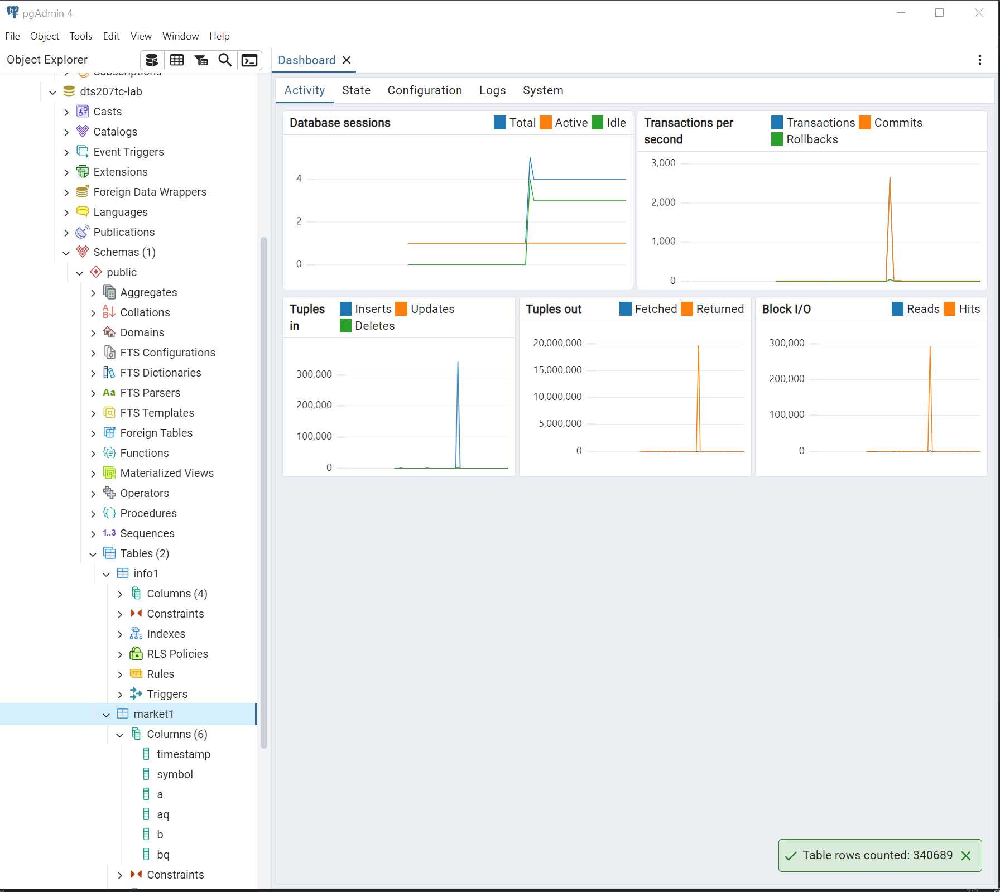 pgAdmin 4
File Object Tools Edit View Window Help
Object Explorer
Subscriptions
dts207tc-lab
Casts
Catalogs
Event Triggers
Extensions
Foreign Data Wrappers
Languages
Publications
Schemas (1)
public
Aggregates
Collations
Domains
FTS Configurations
FTS Dictionaries
Aa FTS Parsers
FTS Templates
Foreign Tables
Functions
Materialized Views
Operators
Procedures
1..3 Sequences
Tables (2)
info1
Columns (4)
Constraints
Indexes
RLS Policies
Rules
Triggers
market1
Columns (6)
timestamp
symbol
a
aq
b
bq
Constraints
Dashboard
Activity State Configuration Logs System
Database sessions Total Active Idle
4
2
0
Transactions per second Transactions Commits Rollbacks
3,000
2,000
1,000
0
Tuples in Inserts Updates Deletes
300,000
200,000
100,000
0
Tuples out Fetched Returned
20,000,000
15,000,000
10,000,000
5,000,000
0
Block I/O Reads Hits
300,000
200,000
100,000
0
Table rows counted: 340689